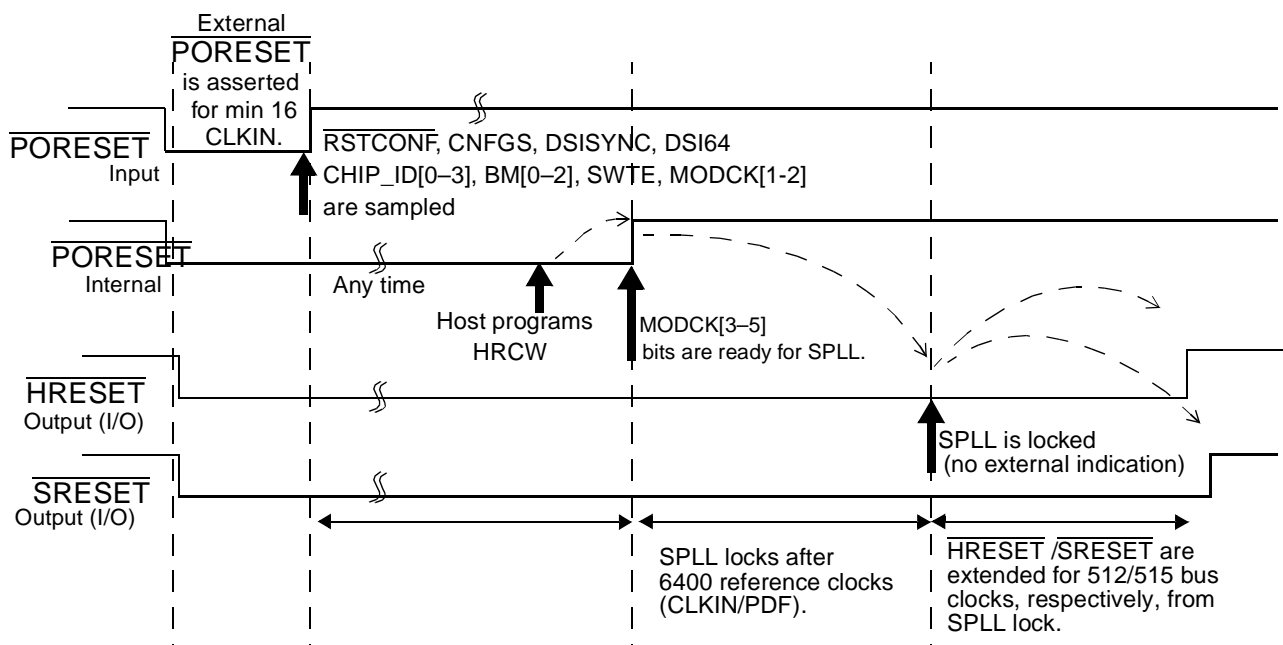 External
PORESET
is asserted
for min 16
CLKIN.
PORESET
Input
RSTCONF, CNFGS, DSISYNC, DSI64
CHIP_ID[0–3], BM[0–2], SWTE, MODCK[1-2]
are sampled
PORESET
Internal
Any time
Host programs
HRCW
MODCK[3–5]
bits are ready for SPLL.
HRESET
Output (I/O)
SPLL is locked
(no external indication)
SRESET
Output (I/O)
SPLL locks after
6400 reference clocks
(CLKIN/PDF).
HRESET /SRESET are
extended for 512/515 bus
clocks, respectively, from
SPLL lock.